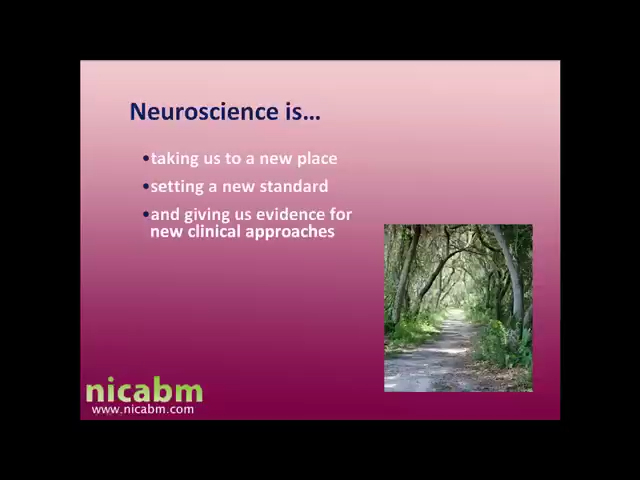 Neuroscience is…
•taking us to a new place
•setting a new standard
•and giving us evidence for
new clinical approaches
nicabm
www.nicabm.com